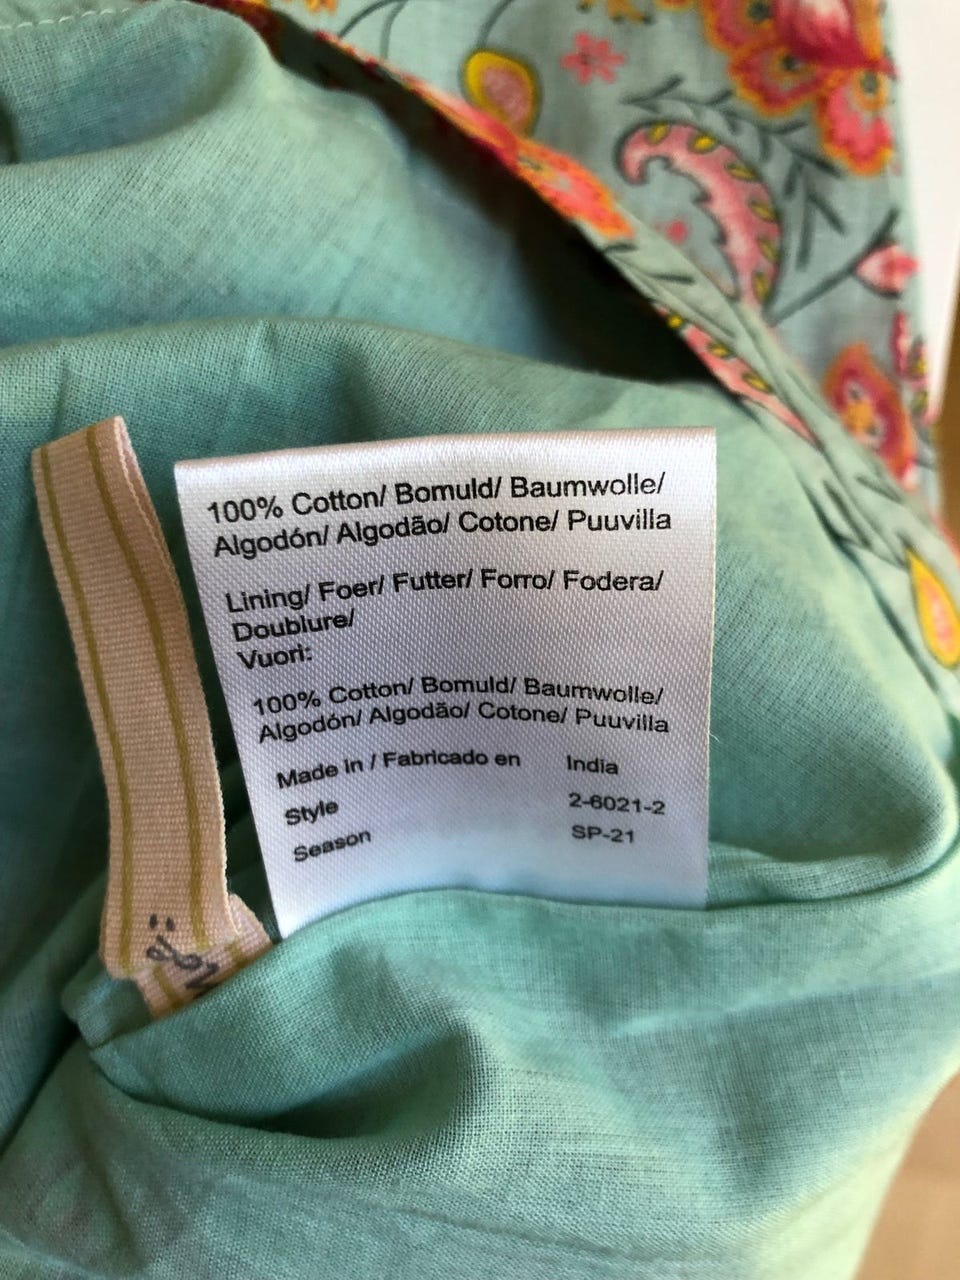 100% Cotton/ Bomuld/ Baumwolle/
Algodón/ Algodão/ Cotone/ Puuvilla
Lining/ Foer/ Futter/ Forro/ Fodera/
Doublure/
Vuori:
100% Cotton/ Bomuld/ Baumwolle/
Algodón/ Algodão/ Cotone/ Puuvilla
Made in / Fabricado en India
Style 2-6021-2
Season SP-21